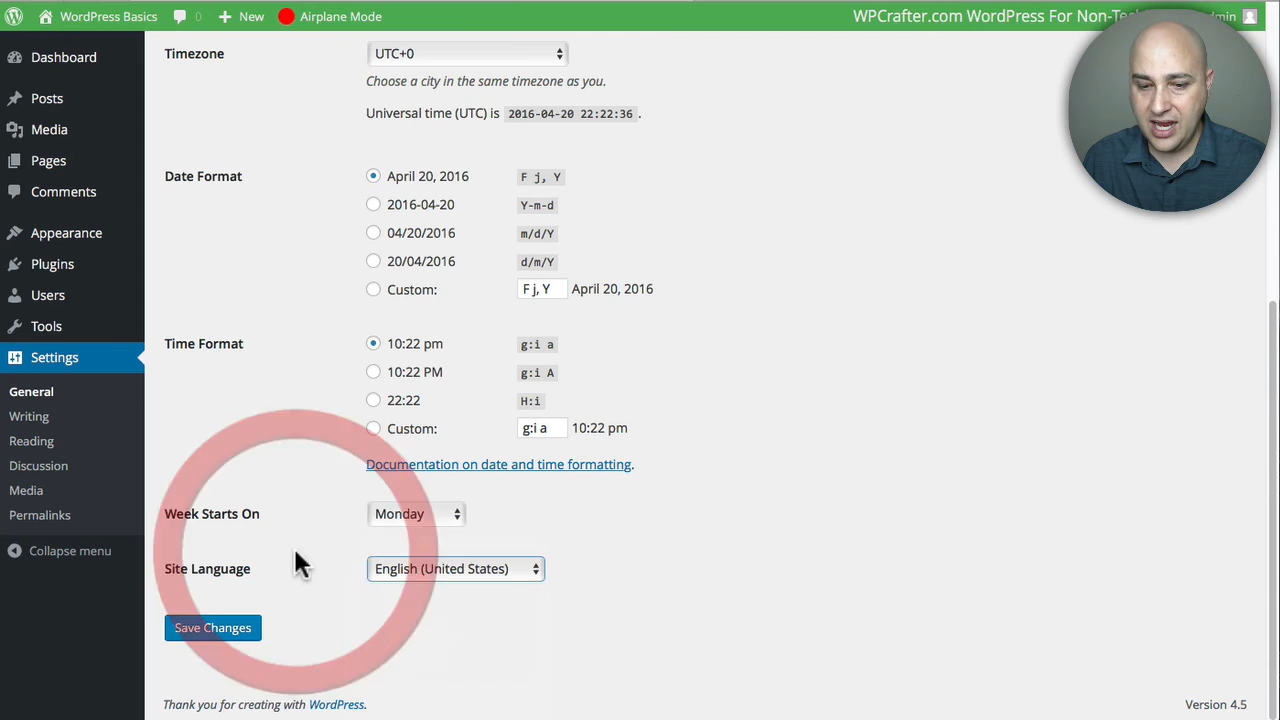 WordPress Basics 0 + New Airplane Mode WPCrafter.com WordPress For Non-
Dashboard
Posts
Media
Pages
Comments
Appearance
Plugins
Users
Tools
Settings
General
Writing
Reading
Discussion
Media
Permalinks
Collapse menu
Timezone UTC+0
Choose a city in the same timezone as you.
Universal time (UTC) is 2016-04-20 22:22:36 .
Date Format April 20, 2016 F j, Y
2016-04-20 Y-m-d
04/20/2016 m/d/Y
20/04/2016 d/m/Y
Custom: F j, Y April 20, 2016
Time Format 10:22 pm g:i a
10:22 PM g:i A
22:22 H:i
Custom: g:i a 10:22 pm
Documentation on date and time formatting.
Week Starts On Monday
Site Language English (United States)
Save Changes
Thank you for creating with WordPress. Version 4.5